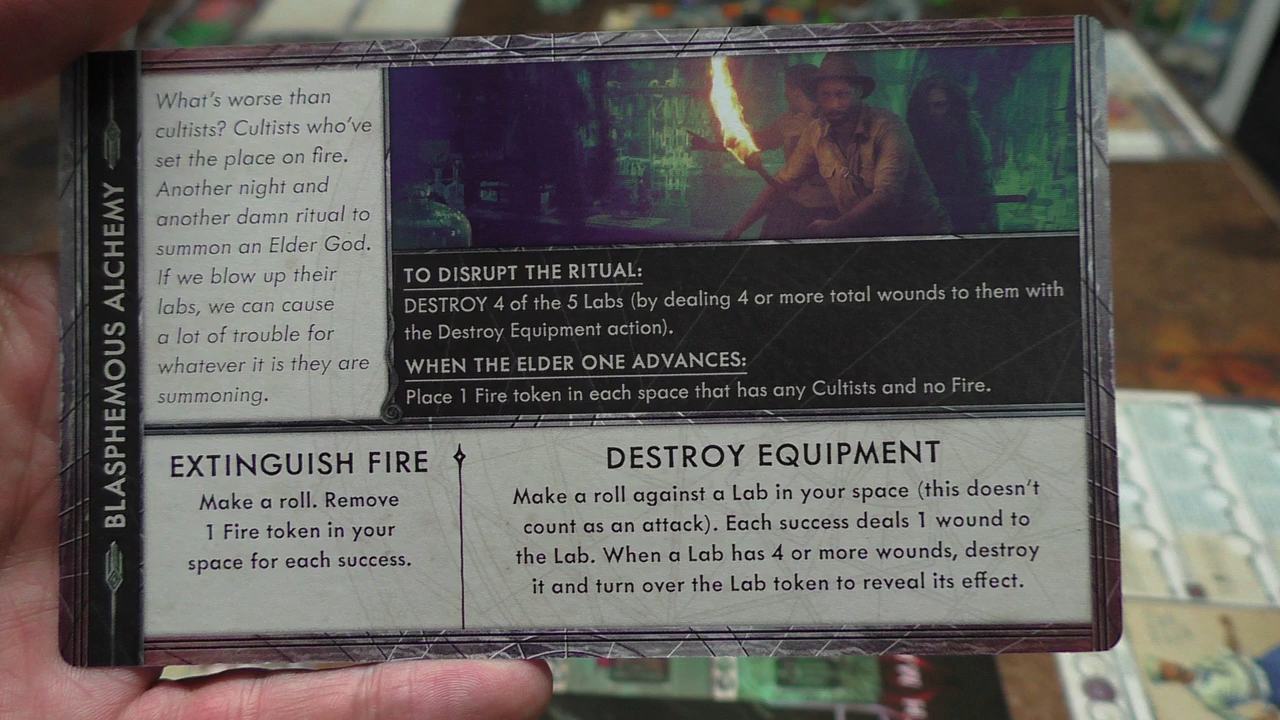 BLASPHEMOUS ALCHEMY
What's worse than
cultists? Cultists who've
set the place on fire.
Another night and
another damn ritual to
summon an Elder God.
If we blow up their
labs, we can cause
a lot of trouble for
whatever it is they are
summoning.
TO DISRUPT THE RITUAL:
DESTROY 4 of the 5 Labs (by dealing 4 or more total wounds to them with
the Destroy Equipment action).
WHEN THE ELDER ONE ADVANCES:
Place 1 Fire token in each space that has any Cultists and no Fire.
EXTINGUISH FIRE
Make a roll. Remove
1 Fire token in your
space for each success.
DESTROY EQUIPMENT
Make a roll against a Lab in your space (this doesn't
count as an attack). Each success deals 1 wound to
the Lab. When a Lab has 4 or more wounds, destroy
it and turn over the Lab token to reveal its effect.